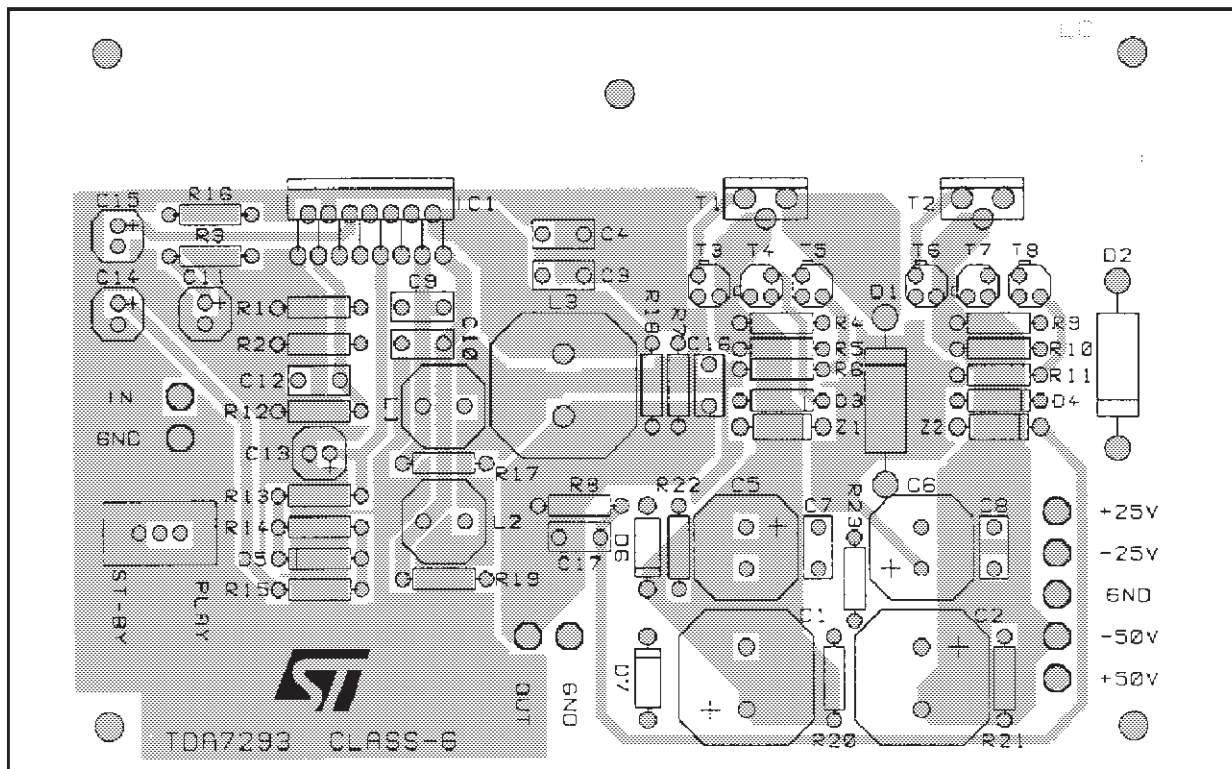 LC
C15
R16
IC1
T1
T2
R3
C4
T3
T4
T5
T6
T7
T8
D2
C14
C11
C9
C3
L3
D1
R1
R18
R7
C16
R4
R9
R2
C10
R5
R10
R6
R11
C12
R12
D3
D4
IN
GND
Z1
Z2
C13
R17
R13
R8
R22
C5
C7
R23
C6
C8
+25V
R14
L2
-25V
D5
C17
D6
R15
R19
GND
ST-BY
PLAY
C1
C2
-50V
ST
D7
+50V
OUT
GND
TDA7293 CLASS-G
R20
R21